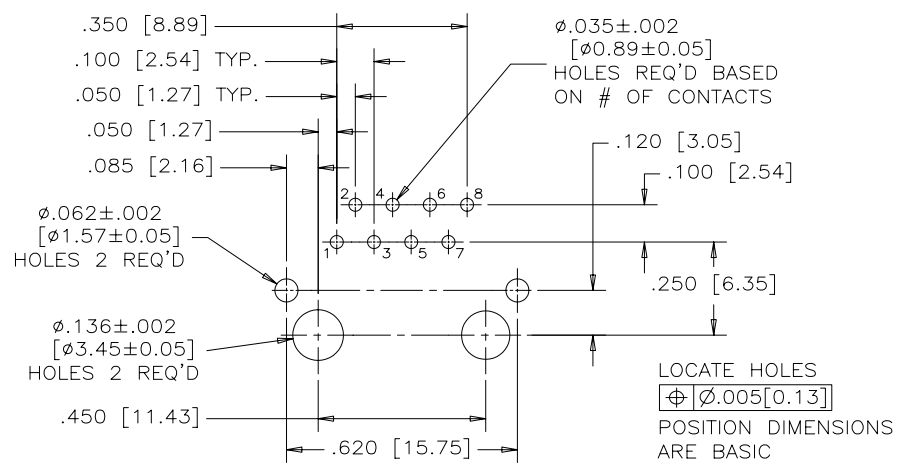 .350 [8.89]
.100 [2.54] TYP.
.050 [1.27] TYP.
.050 [1.27]
.085 [2.16]
ø.035±.002
[ø0.89±0.05]
HOLES REQ'D BASED
ON # OF CONTACTS
.120 [3.05]
.100 [2.54]
2 4 6 8
1 3 5 7
ø.062±.002
[ø1.57±0.05]
HOLES 2 REQ'D
.250 [6.35]
ø.136±.002
[ø3.45±0.05]
HOLES 2 REQ'D
.450 [11.43]
.620 [15.75]
LOCATE HOLES
⌖ Ø.005[0.13]
POSITION DIMENSIONS
ARE BASIC